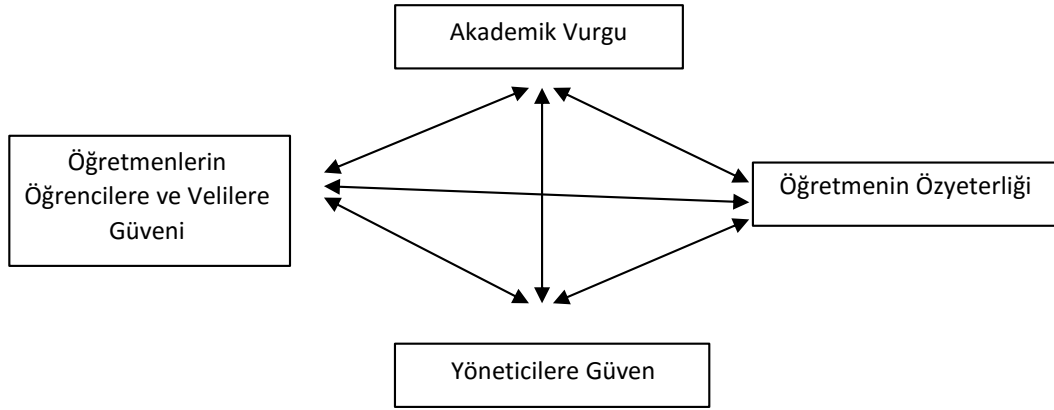 Akademik Vurgu
Öğretmenlerin
Öğrencilere ve Velilere
Güveni
Öğretmenin Özyeterliği
Yöneticilere Güven